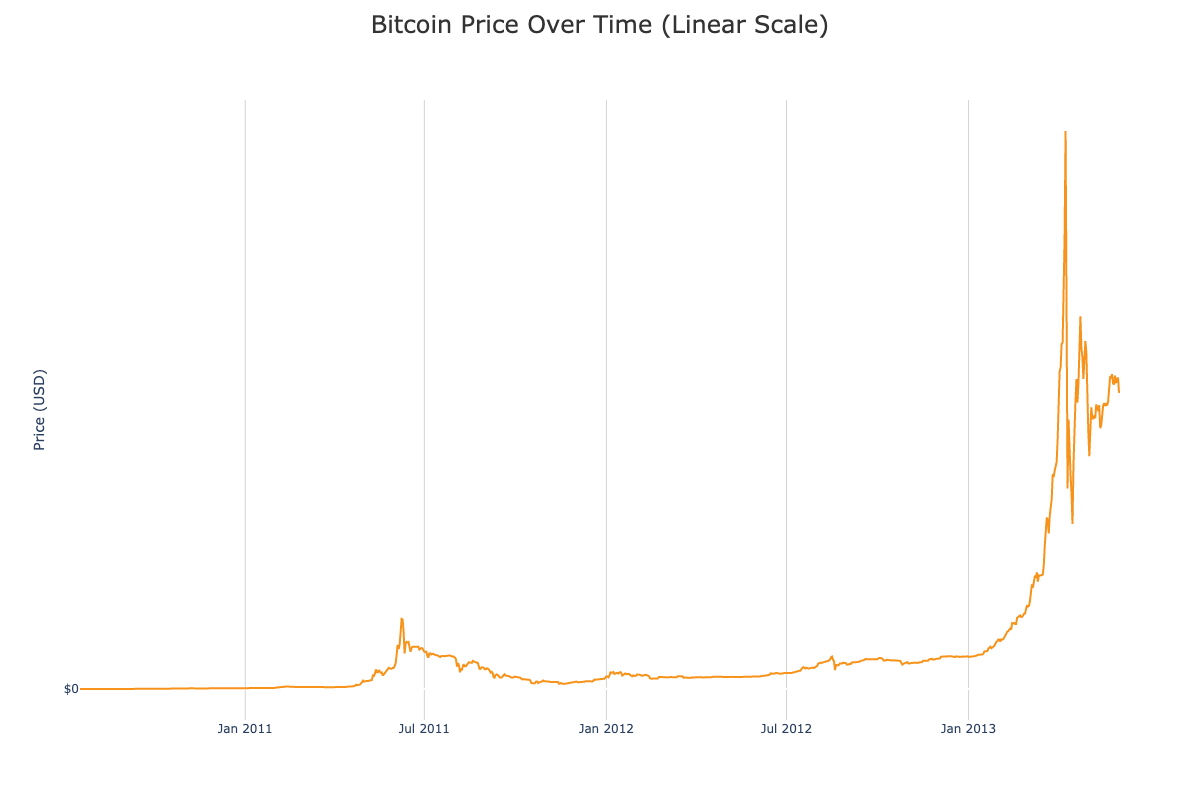 Bitcoin Price Over Time (Linear Scale)
Price (USD)
$0
Jan 2011
Jul 2011
Jan 2012
Jul 2012
Jan 2013